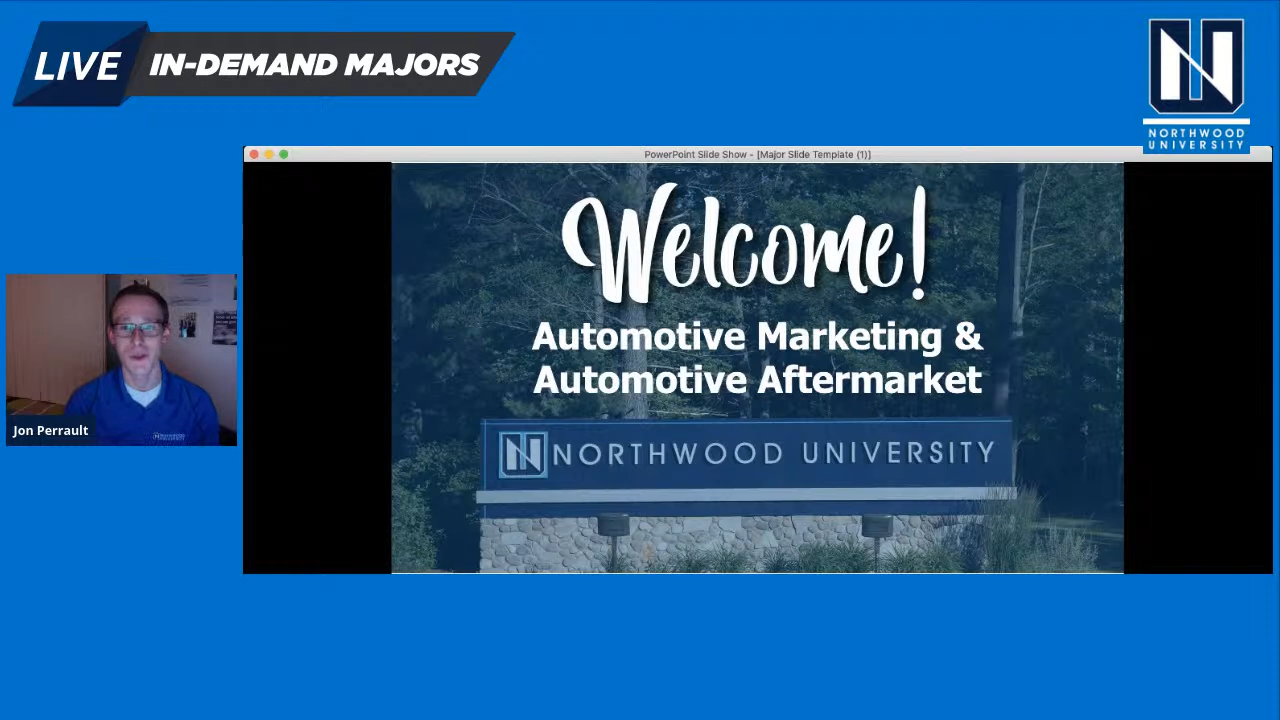 LIVE
IN-DEMAND MAJORS
NORTHWOOD
UNIVERSITY
PowerPoint Slide Show - [Major Slide Template (1)]
Welcome!
Automotive Marketing &
Automotive Aftermarket
NORTHWOOD UNIVERSITY
Jon Perrault